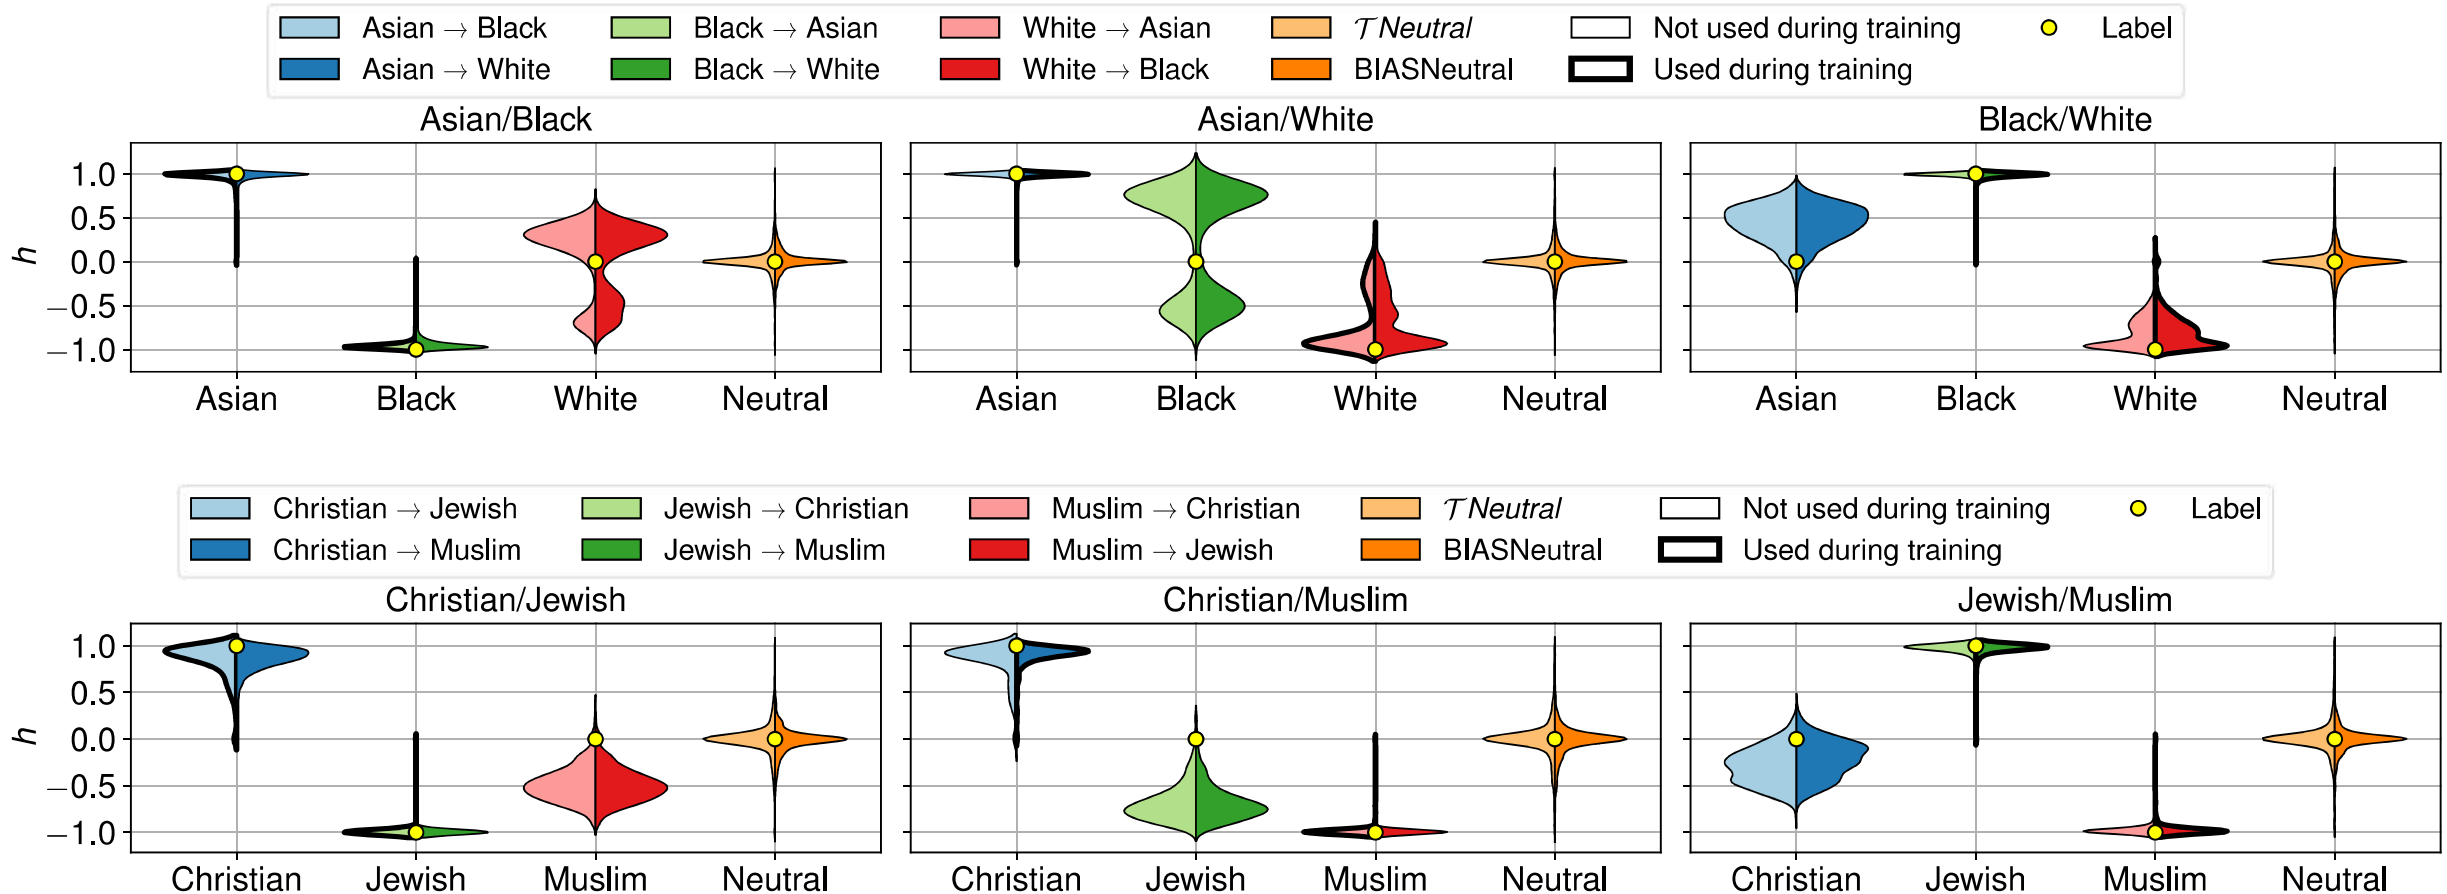 Asian → Black Black → Asian White → Asian 𝒯Neutral Not used during training Label
Asian → White Black → White White → Black BIASNeutral Used during training
Asian/Black Asian/White Black/White
1.0
0.5
0.0
−0.5
−1.0
h
Asian Black White Neutral Asian Black White Neutral Asian Black White Neutral
Christian → Jewish Jewish → Christian Muslim → Christian 𝒯Neutral Not used during training Label
Christian → Muslim Jewish → Muslim Muslim → Jewish BIASNeutral Used during training
Christian/Jewish Christian/Muslim Jewish/Muslim
1.0
0.5
0.0
−0.5
−1.0
h
Christian Jewish Muslim Neutral Christian Jewish Muslim Neutral Christian Jewish Muslim Neutral